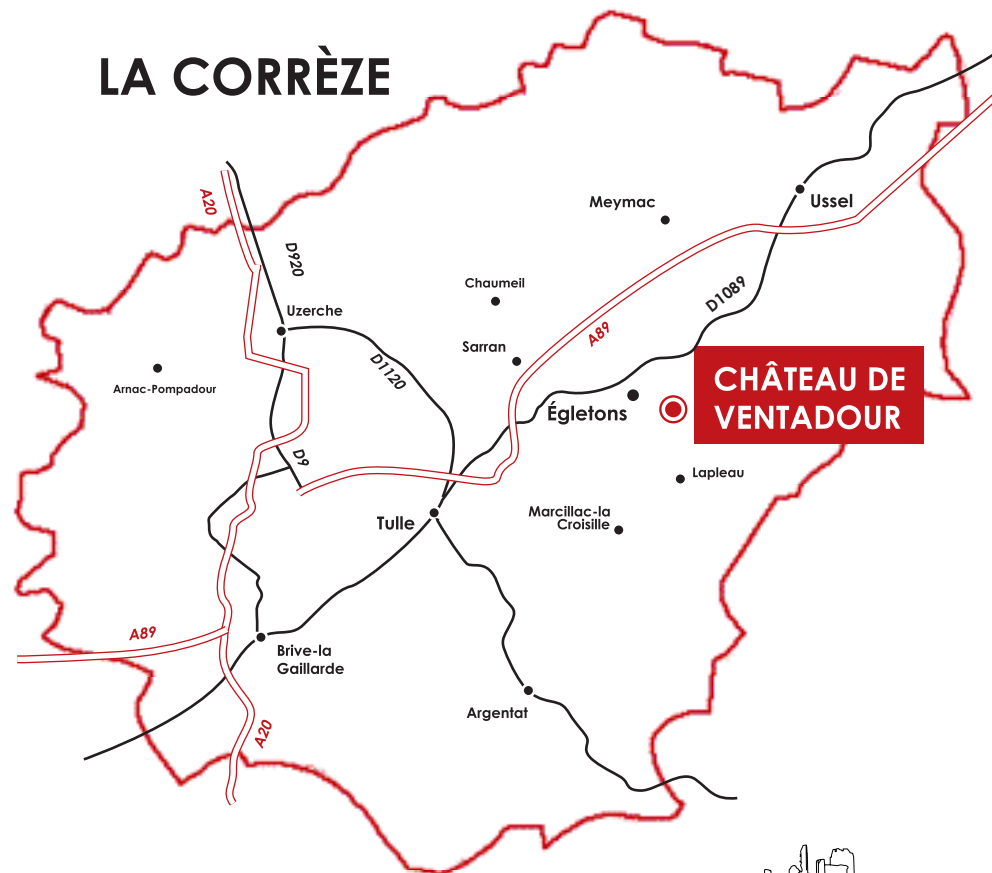 LA CORRÈZE
A20
D920
Meymac
Ussel
Chaumeil
D1089
Uzerche
A89
Sarran
D1120
Arnac-Pompadour
CHÂTEAU DE
VENTADOUR
Égletons
D9
Lapleau
Marcillac-la
Croisille
Tulle
A89
Brive-la
Gaillarde
Argentat
A20